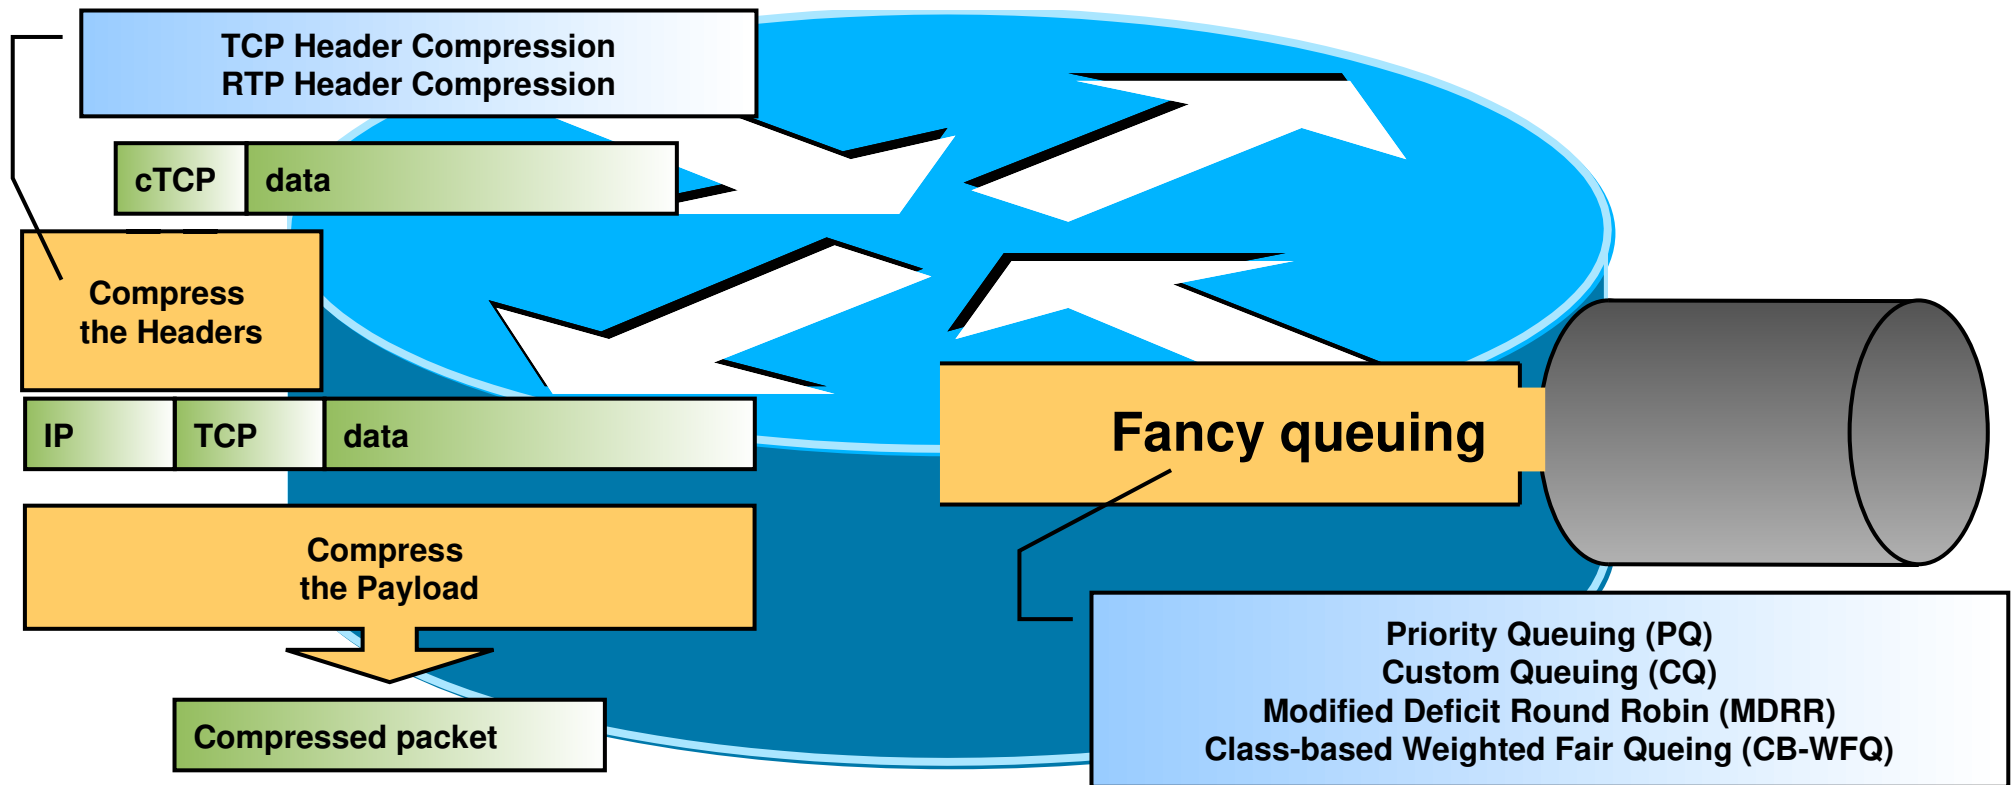 TCP Header Compression
RTP Header Compression
cTCP data
Compress
the Headers
IP TCP data
Compress
the Payload
Compressed packet
Fancy queuing
Priority Queuing (PQ)
Custom Queuing (CQ)
Modified Deficit Round Robin (MDRR)
Class-based Weighted Fair Queing (CB-WFQ)